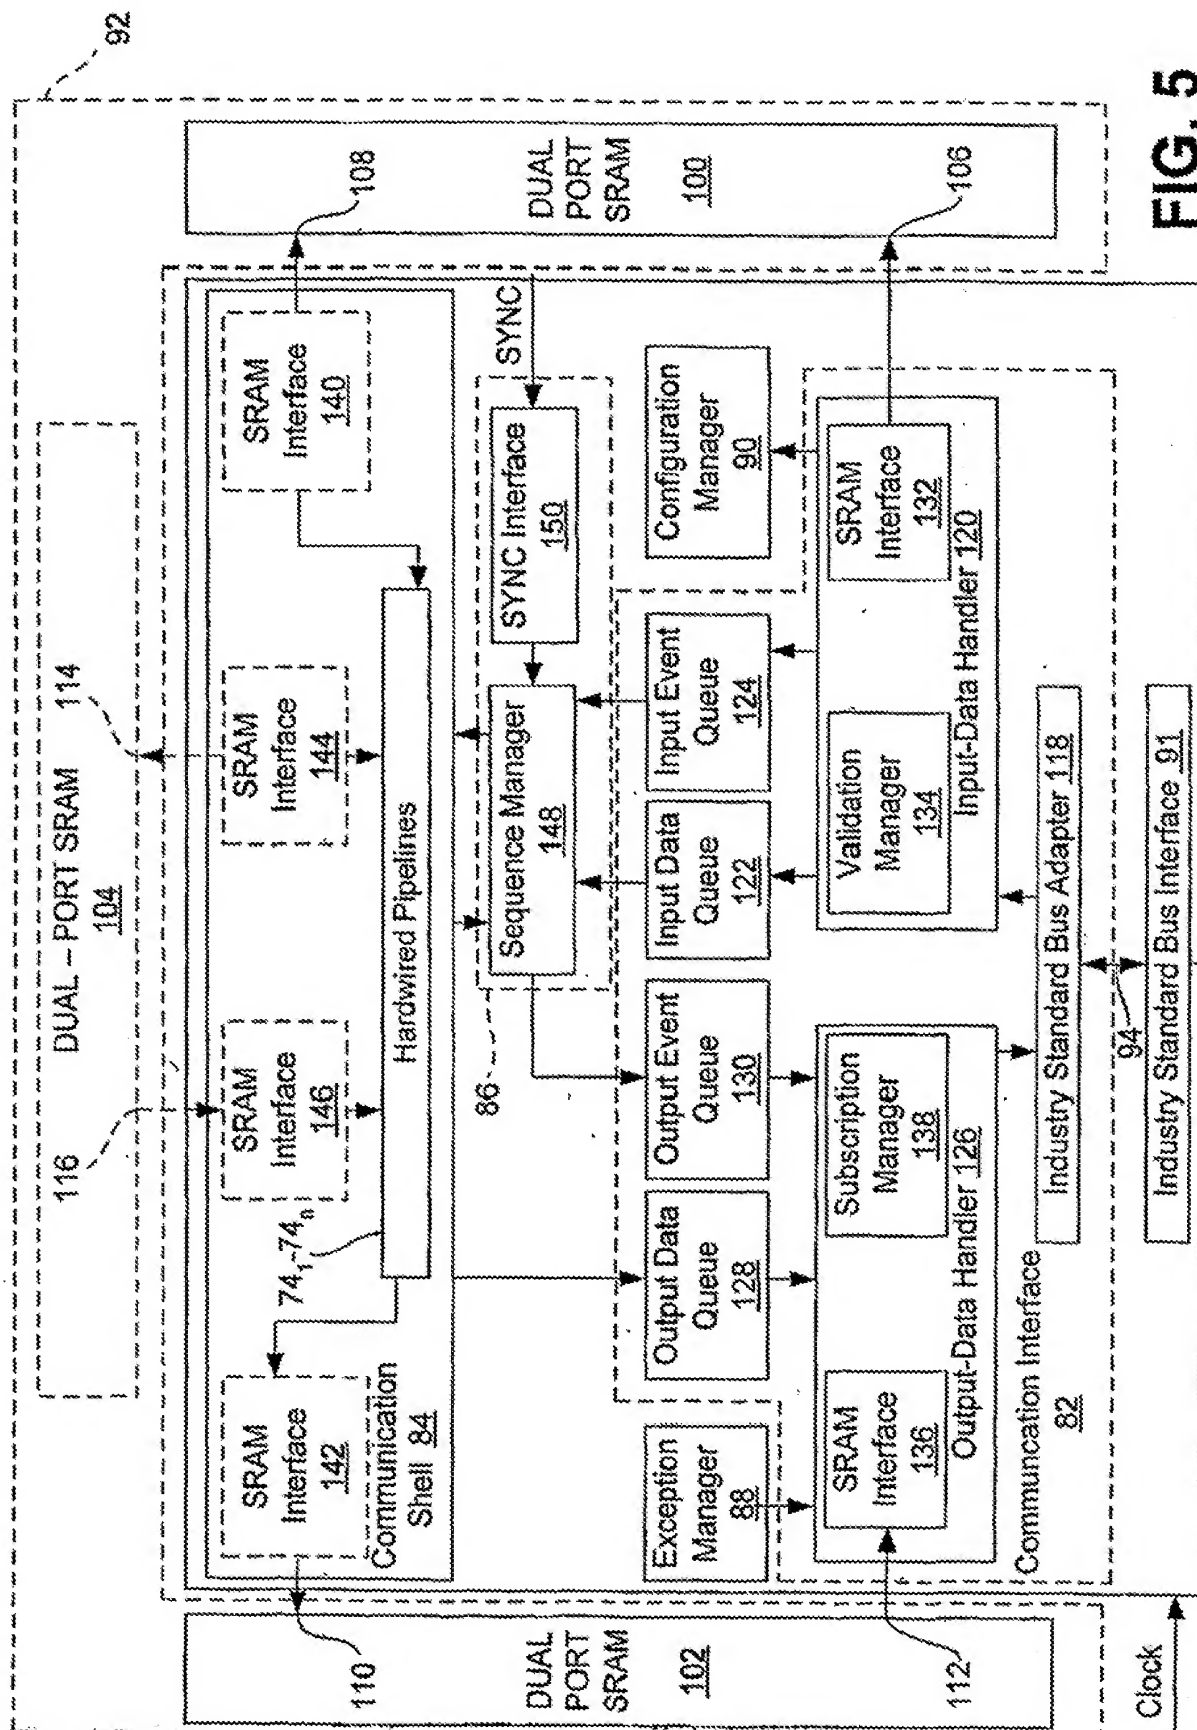 92
DUAL – PORT SRAM
104
116
114
SRAM
Interface
142
SRAM
Interface
146
SRAM
Interface
144
SRAM
Interface
140
74₁-74ₙ
Hardwired Pipelines
Communication
Shell 84
110
108
86
Sequence Manager
148
SYNC Interface
150
SYNC
DUAL
PORT
SRAM
102
DUAL
PORT
SRAM
100
Exception
Manager
88
Output Data
Queue
128
Output Event
Queue
130
Input Data
Queue
122
Input Event
Queue
124
Configuration
Manager
90
SRAM
Interface
136
Subscription
Manager
138
Output-Data Handler 126
Validation
Manager
134
SRAM
Interface
132
Input-Data Handler 120
112
106
Communcation Interface
82
Industry Standard Bus Adapter 118
94
Industry Standard Bus Interface 91
Clock
FIG. 5